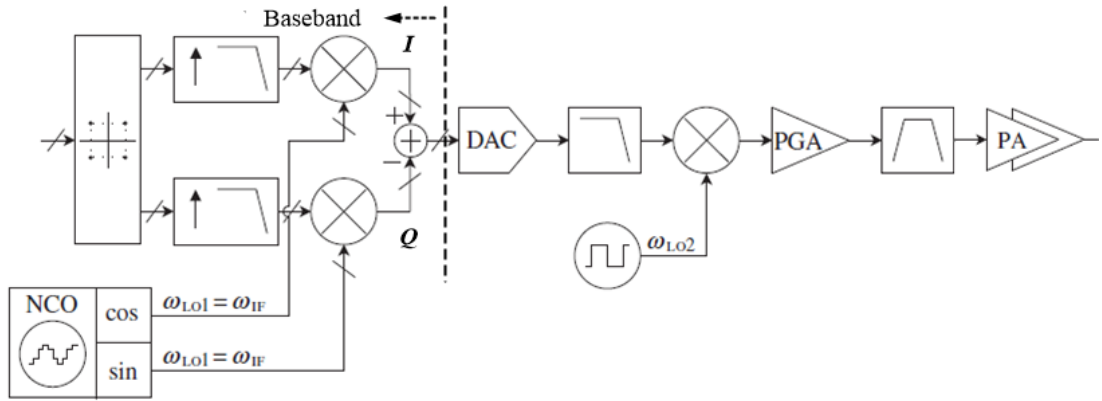 Baseband
I
+
−
DAC
PGA
PA
Q
ω_LO2
NCO
cos
ω_LO1 = ω_IF
sin
ω_LO1 = ω_IF